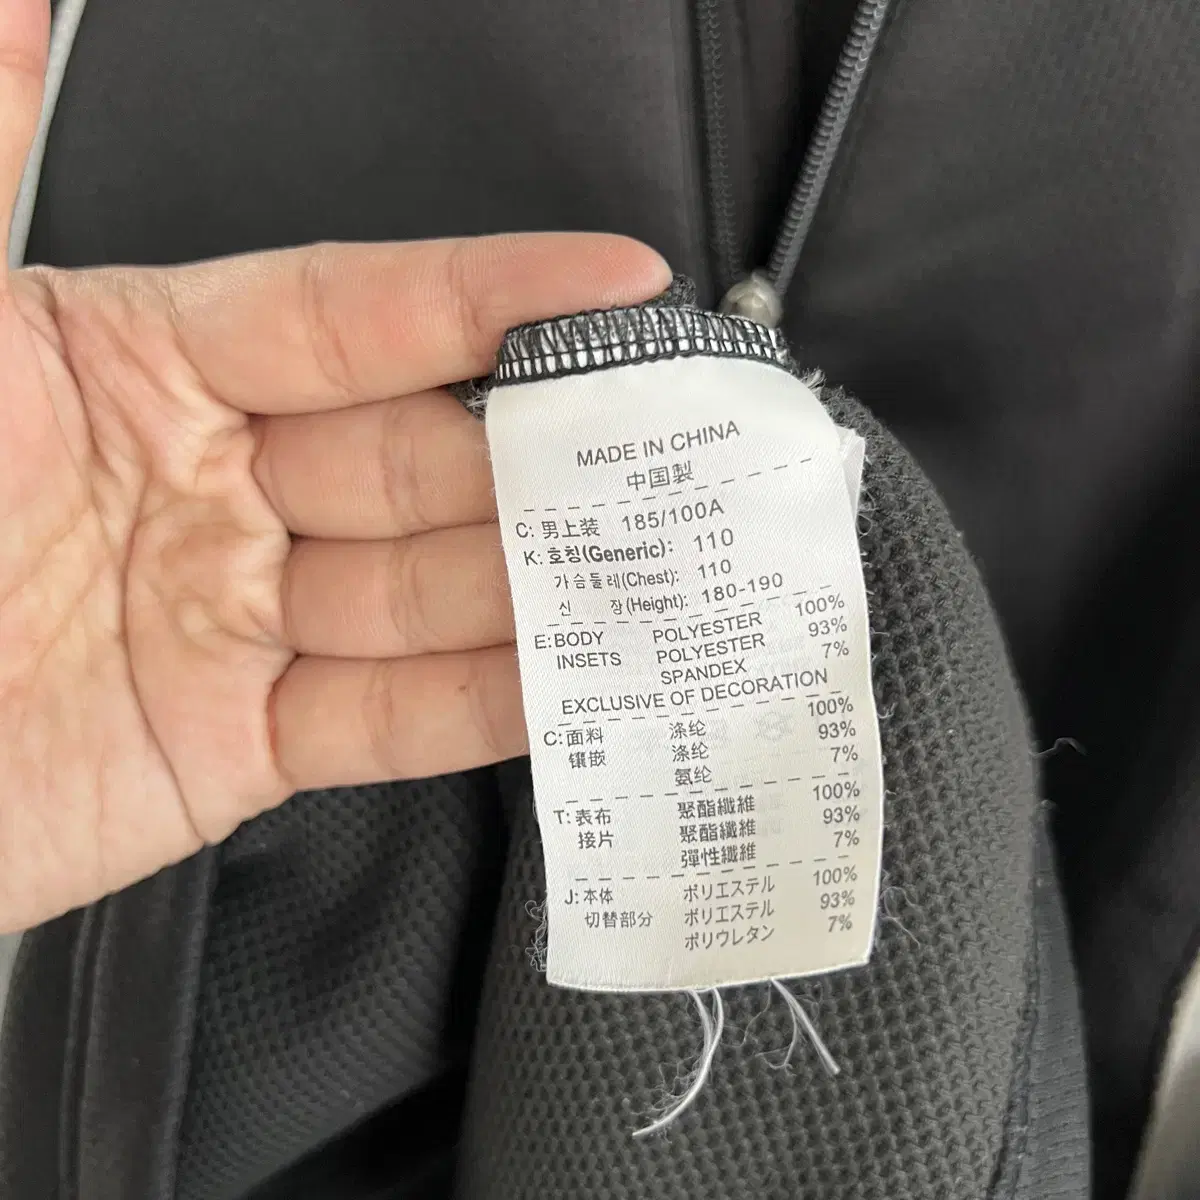 MADE IN CHINA
中国製
C: 男上装 185/100A
K: 호칭(Generic): 110
가슴둘레(Chest): 110
신 장(Height): 180-190
E: BODY POLYESTER 100%
INSETS POLYESTER 93%
SPANDEX 7%
EXCLUSIVE OF DECORATION
C: 面料 涤纶 100%
镶嵌 涤纶 93%
氨纶 7%
T: 表布 聚酯纖維 100%
接片 聚酯纖維 93%
彈性纖維 7%
J: 本体 ポリエステル 100%
切替部分 ポリエステル 93%
ポリウレタン 7%